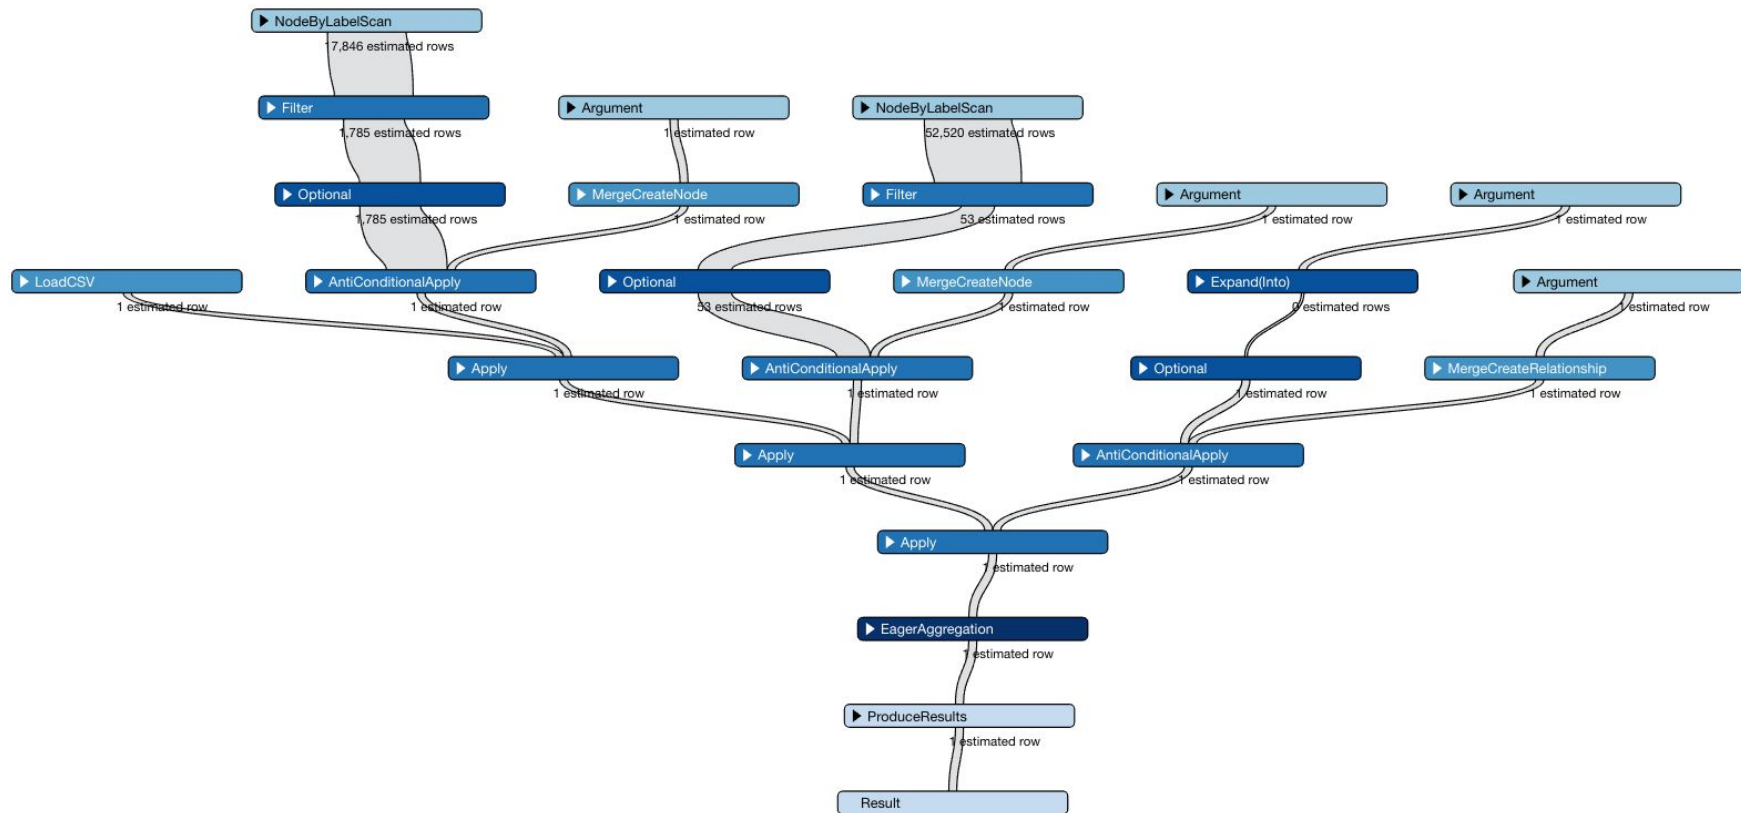 NodeByLabelScan
17,846 estimated rows
Filter
Argument
NodeByLabelScan
1,785 estimated rows
1 estimated row
52,520 estimated rows
Optional
MergeCreateNode
Filter
Argument
Argument
1,785 estimated rows
1 estimated row
53 estimated rows
1 estimated row
1 estimated row
LoadCSV
AntiConditionalApply
Optional
MergeCreateNode
Expand(Into)
Argument
1 estimated row
1 estimated row
53 estimated rows
1 estimated row
0 estimated rows
1 estimated row
Apply
AntiConditionalApply
Optional
MergeCreateRelationship
1 estimated row
1 estimated row
1 estimated row
1 estimated row
Apply
AntiConditionalApply
1 estimated row
1 estimated row
Apply
1 estimated row
EagerAggregation
1 estimated row
ProduceResults
1 estimated row
Result